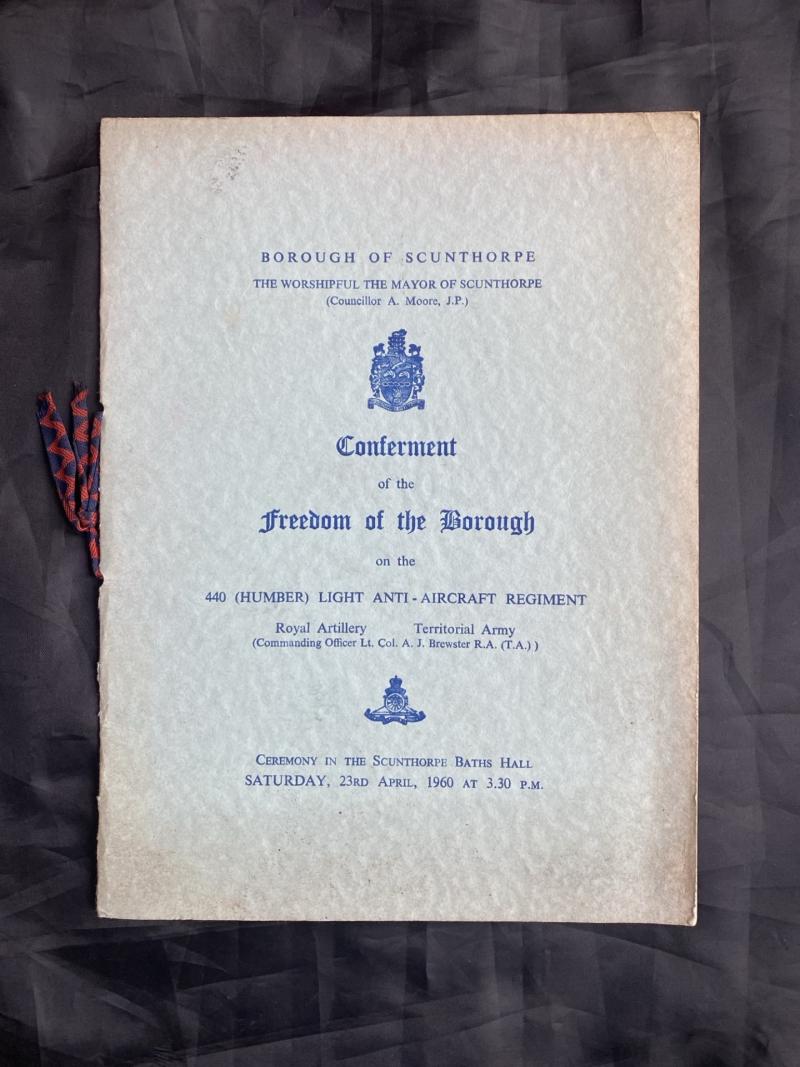 BOROUGH OF SCUNTHORPE
THE WORSHIPFUL THE MAYOR OF SCUNTHORPE
(Councillor A. Moore, J.P.)
Conferment
of the
Freedom of the Borough
on the
440 (HUMBER) LIGHT ANTI-AIRCRAFT REGIMENT
Royal Artillery Territorial Army
(Commanding Officer Lt. Col. A. J. Brewster R.A. (T.A.) )
CEREMONY IN THE SCUNTHORPE BATHS HALL
SATURDAY, 23RD APRIL, 1960 AT 3.30 P.M.